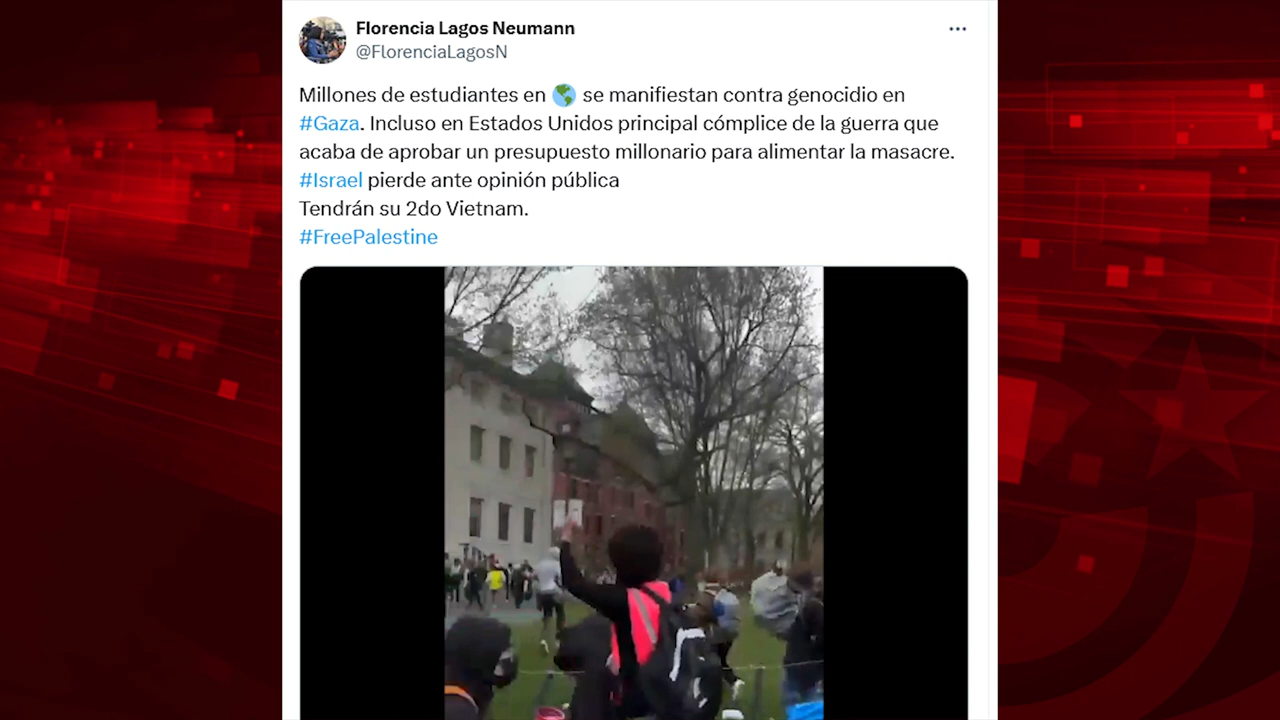 Florencia Lagos Neumann
@FlorenciaLagosN
Millones de estudiantes en 🌎 se manifiestan contra genocidio en
#Gaza. Incluso en Estados Unidos principal cómplice de la guerra que
acaba de aprobar un presupuesto millonario para alimentar la masacre.
#Israel pierde ante opinión pública
Tendrán su 2do Vietnam.
#FreePalestine